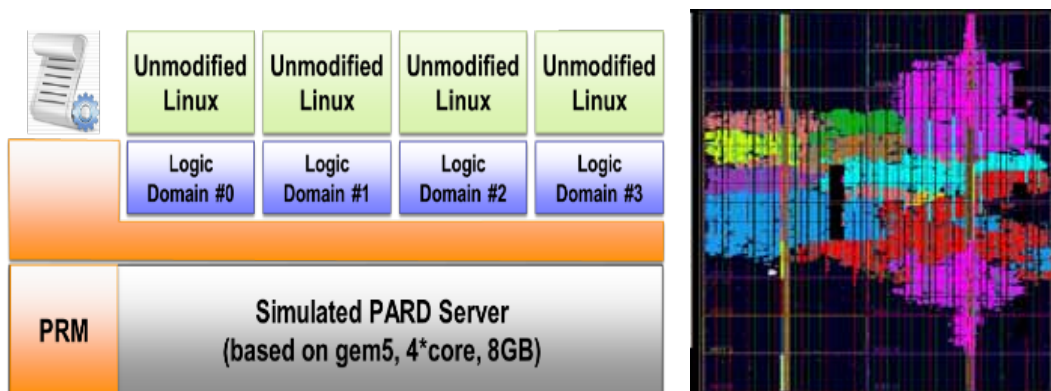 Unmodified Linux
Unmodified Linux
Unmodified Linux
Unmodified Linux
Logic Domain #0
Logic Domain #1
Logic Domain #2
Logic Domain #3
PRM
Simulated PARD Server
(based on gem5, 4*core, 8GB)